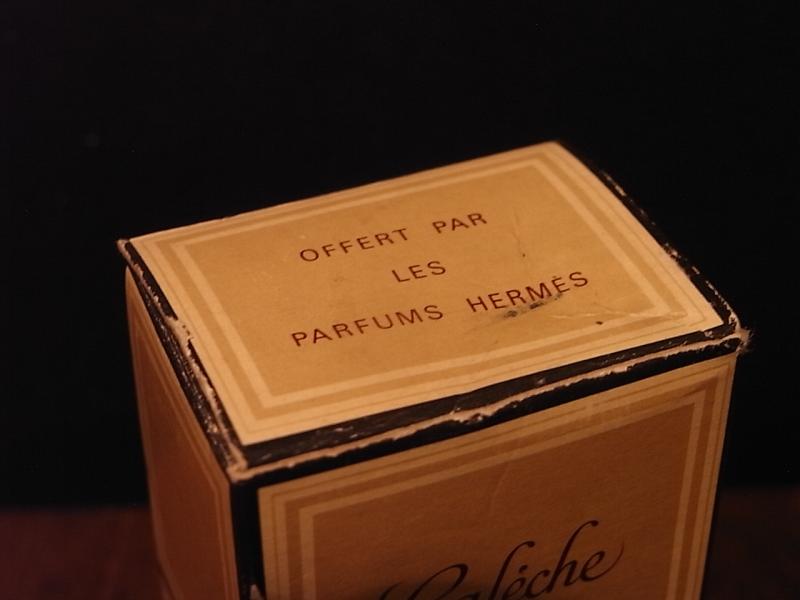 OFFERT PAR
LES
PARFUMS HERMÈS
Calèche